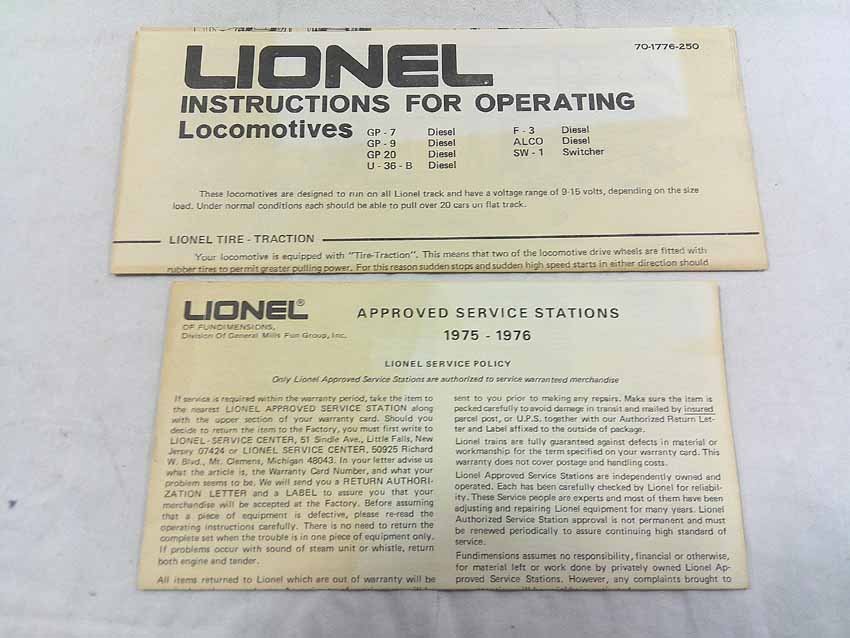 LIONEL
70-1776-250
INSTRUCTIONS FOR OPERATING
Locomotives
GP - 7 Diesel
GP - 9 Diesel
GP 20 Diesel
U - 36 - B Diesel
F - 3 Diesel
ALCO Diesel
SW - 1 Switcher
These locomotives are designed to run on all Lionel track and have a voltage range of 9-15 volts, depending on the size
load. Under normal conditions each should be able to pull over 20 cars on flat track.
LIONEL TIRE - TRACTION
Your locomotive is equipped with "Tire-Traction". This means that two of the locomotive drive wheels are fitted with
rubber tires to permit greater pulling power. For this reason sudden stops and sudden high speed starts in either direction should
LIONEL®
OF FUNDIMENSIONS,
Division Of General Mills Fun Group, Inc.
APPROVED SERVICE STATIONS
1975 - 1976
LIONEL SERVICE POLICY
Only Lionel Approved Service Stations are authorized to service warranteed merchandise
If service is required within the warranty period, take the item to
the nearest LIONEL APPROVED SERVICE STATION along
with the upper section of your warranty card. Should you
decide to return the item to the Factory, you must first write to
LIONEL-SERVICE CENTER, 51 Sindle Ave., Little Falls, New
Jersey 07424 or LIONEL SERVICE CENTER, 50925 Richard
W. Blvd., Mt. Clemens, Michigan 48043. In your letter advise us
what the article is, the Warranty Card Number, and what your
problem seems to be. We will send you a RETURN AUTHORI-
ZATION LETTER and a LABEL to assure you that your
merchandise will be accepted at the Factory. Before assuming
that a piece of equipment is defective, please re-read the
operating instructions carefully. There is no need to return the
complete set when the trouble is in one piece of equipment only.
If problems occur with sound of steam unit or whistle, return
both engine and tender.
All items returned to Lionel which are out of warranty will be
sent to you prior to making any repairs. Make sure the item is
packed carefully to avoid damage in transit and mailed by insured
parcel post, or U.P.S. together with our Authorized Return Let-
ter and Label affixed to the outside of package.
Lionel trains are fully guaranteed against defects in material or
workmanship for the term specified on your warranty card. This
warranty does not cover postage and handling costs.
Lionel Approved Service Stations are independently owned and
operated. Each has been carefully checked by Lionel for reliabil-
ity. These Service people are experts and most of them have been
adjusting and repairing Lionel equipment for many years. Lionel
Authorized Service Station approval is not permanent and must
be renewed periodically to assure continuing high standard of
service.
Fundimensions assumes no responsibility, financial or otherwise,
for material left or work done by privately owned Lionel Ap-
proved Service Stations. However, any complaints brought to